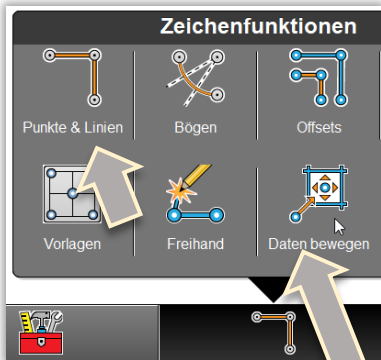 Zeichenfunktionen
Punkte & Linien
Bögen
Offsets
Vorlagen
Freihand
Daten bewegen